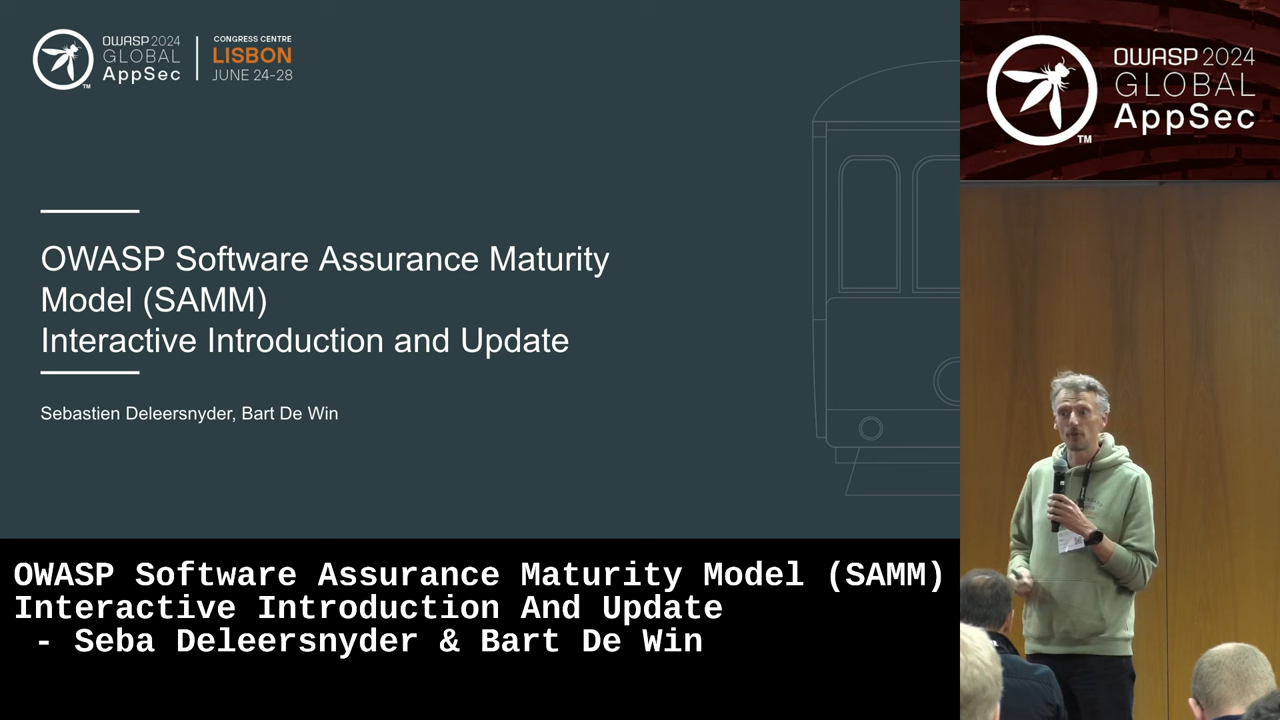 OWASP 2024
GLOBAL
AppSec
TM
CONGRESS CENTRE
LISBON
JUNE 24-28
OWASP 2024
GLOBAL
AppSec
TM
OWASP Software Assurance Maturity
Model (SAMM)
Interactive Introduction and Update
Sebastien Deleersnyder, Bart De Win
OWASP Software Assurance Maturity Model (SAMM)
Interactive Introduction And Update
- Seba Deleersnyder & Bart De Win